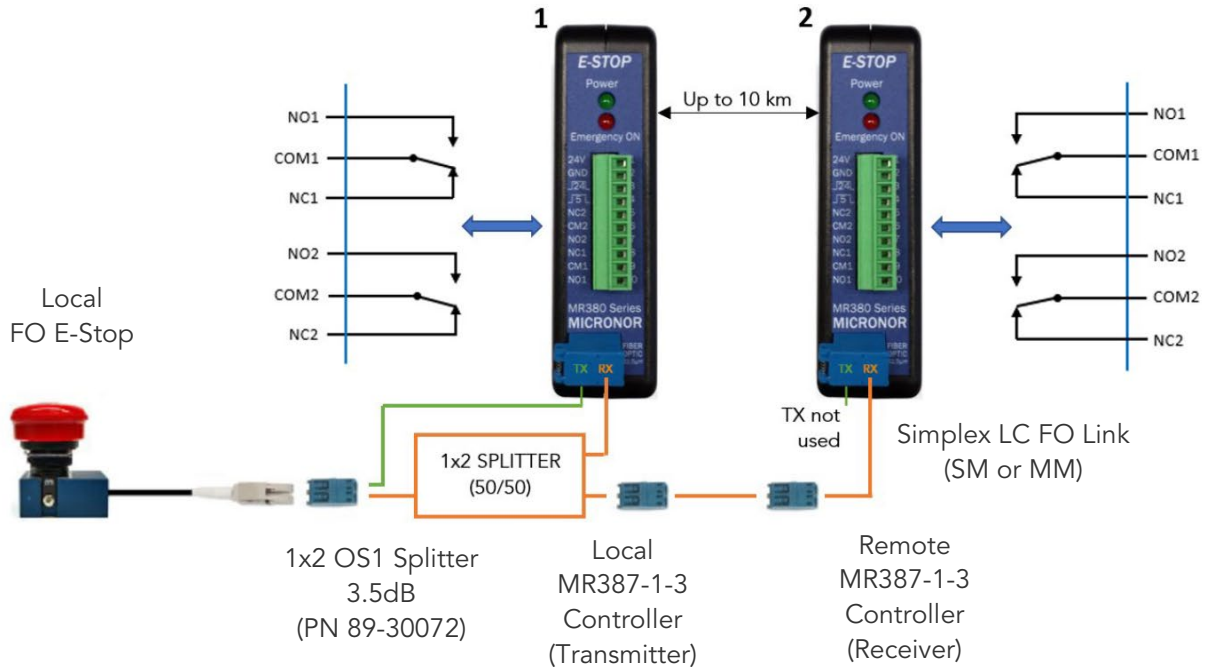 1
2
E-STOP
Power
Emergency ON
24V
GND
NC2
CM2
NO2
NC1
CM1
NO1
MR380 Series
MICRONOR
FIBER
OPTIC
TX RX
E-STOP
Power
Emergency ON
24V
GND
NC2
CM2
NO2
NC1
CM1
NO1
MR380 Series
MICRONOR
FIBER
OPTIC
TX RX
Up to 10 km
NO1
COM1
NC1
NO2
COM2
NC2
NO1
COM1
NC1
NO2
COM2
NC2
Local
FO E-Stop
TX not
used
Simplex LC FO Link
(SM or MM)
1x2 SPLITTER
(50/50)
1x2 OS1 Splitter
3.5dB
(PN 89-30072)
Local
MR387-1-3
Controller
(Transmitter)
Remote
MR387-1-3
Controller
(Receiver)